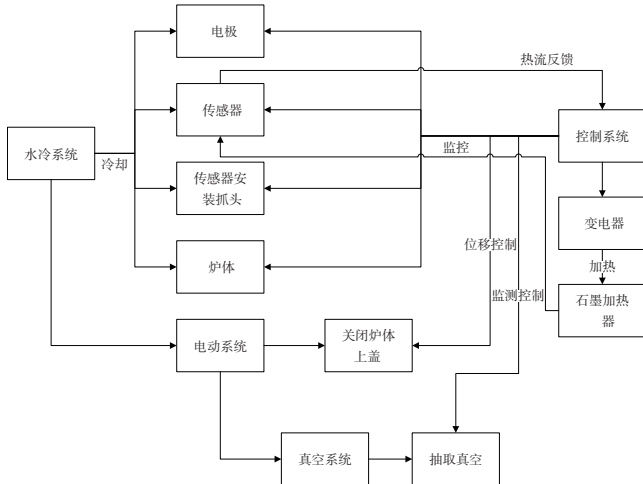 电极
热流反馈
传感器
控制系统
水冷系统
冷却
监控
传感器安
装抓头
变电器
位移控制
加热
炉体
监测控制
石墨加热
器
电动系统
关闭炉体
上盖
真空系统
抽取真空